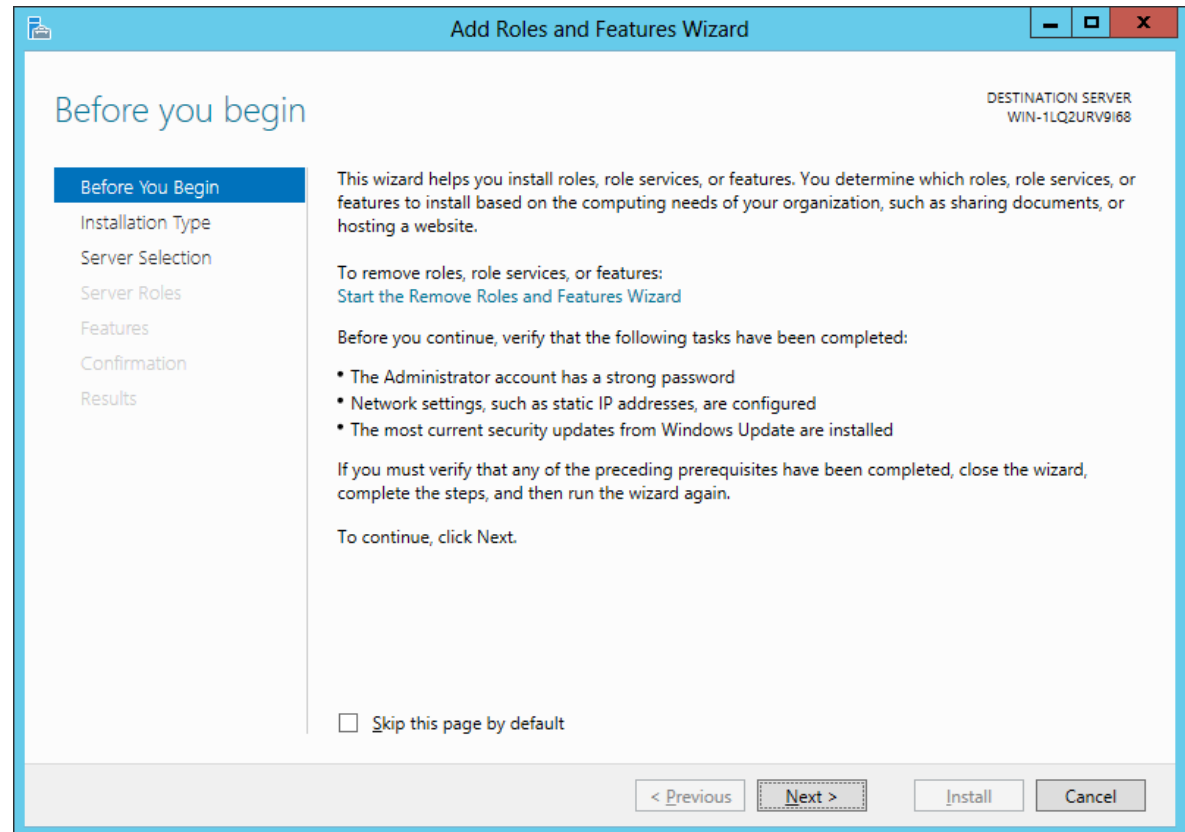 Add Roles and Features Wizard
Before you begin
DESTINATION SERVER
WIN-1LQ2URV9I68
Before You Begin
Installation Type
Server Selection
Server Roles
Features
Confirmation
Results
This wizard helps you install roles, role services, or features. You determine which roles, role services, or
features to install based on the computing needs of your organization, such as sharing documents, or
hosting a website.
To remove roles, role services, or features:
Start the Remove Roles and Features Wizard
Before you continue, verify that the following tasks have been completed:
• The Administrator account has a strong password
• Network settings, such as static IP addresses, are configured
• The most current security updates from Windows Update are installed
If you must verify that any of the preceding prerequisites have been completed, close the wizard,
complete the steps, and then run the wizard again.
To continue, click Next.
Skip this page by default
< Previous
Next >
Install
Cancel